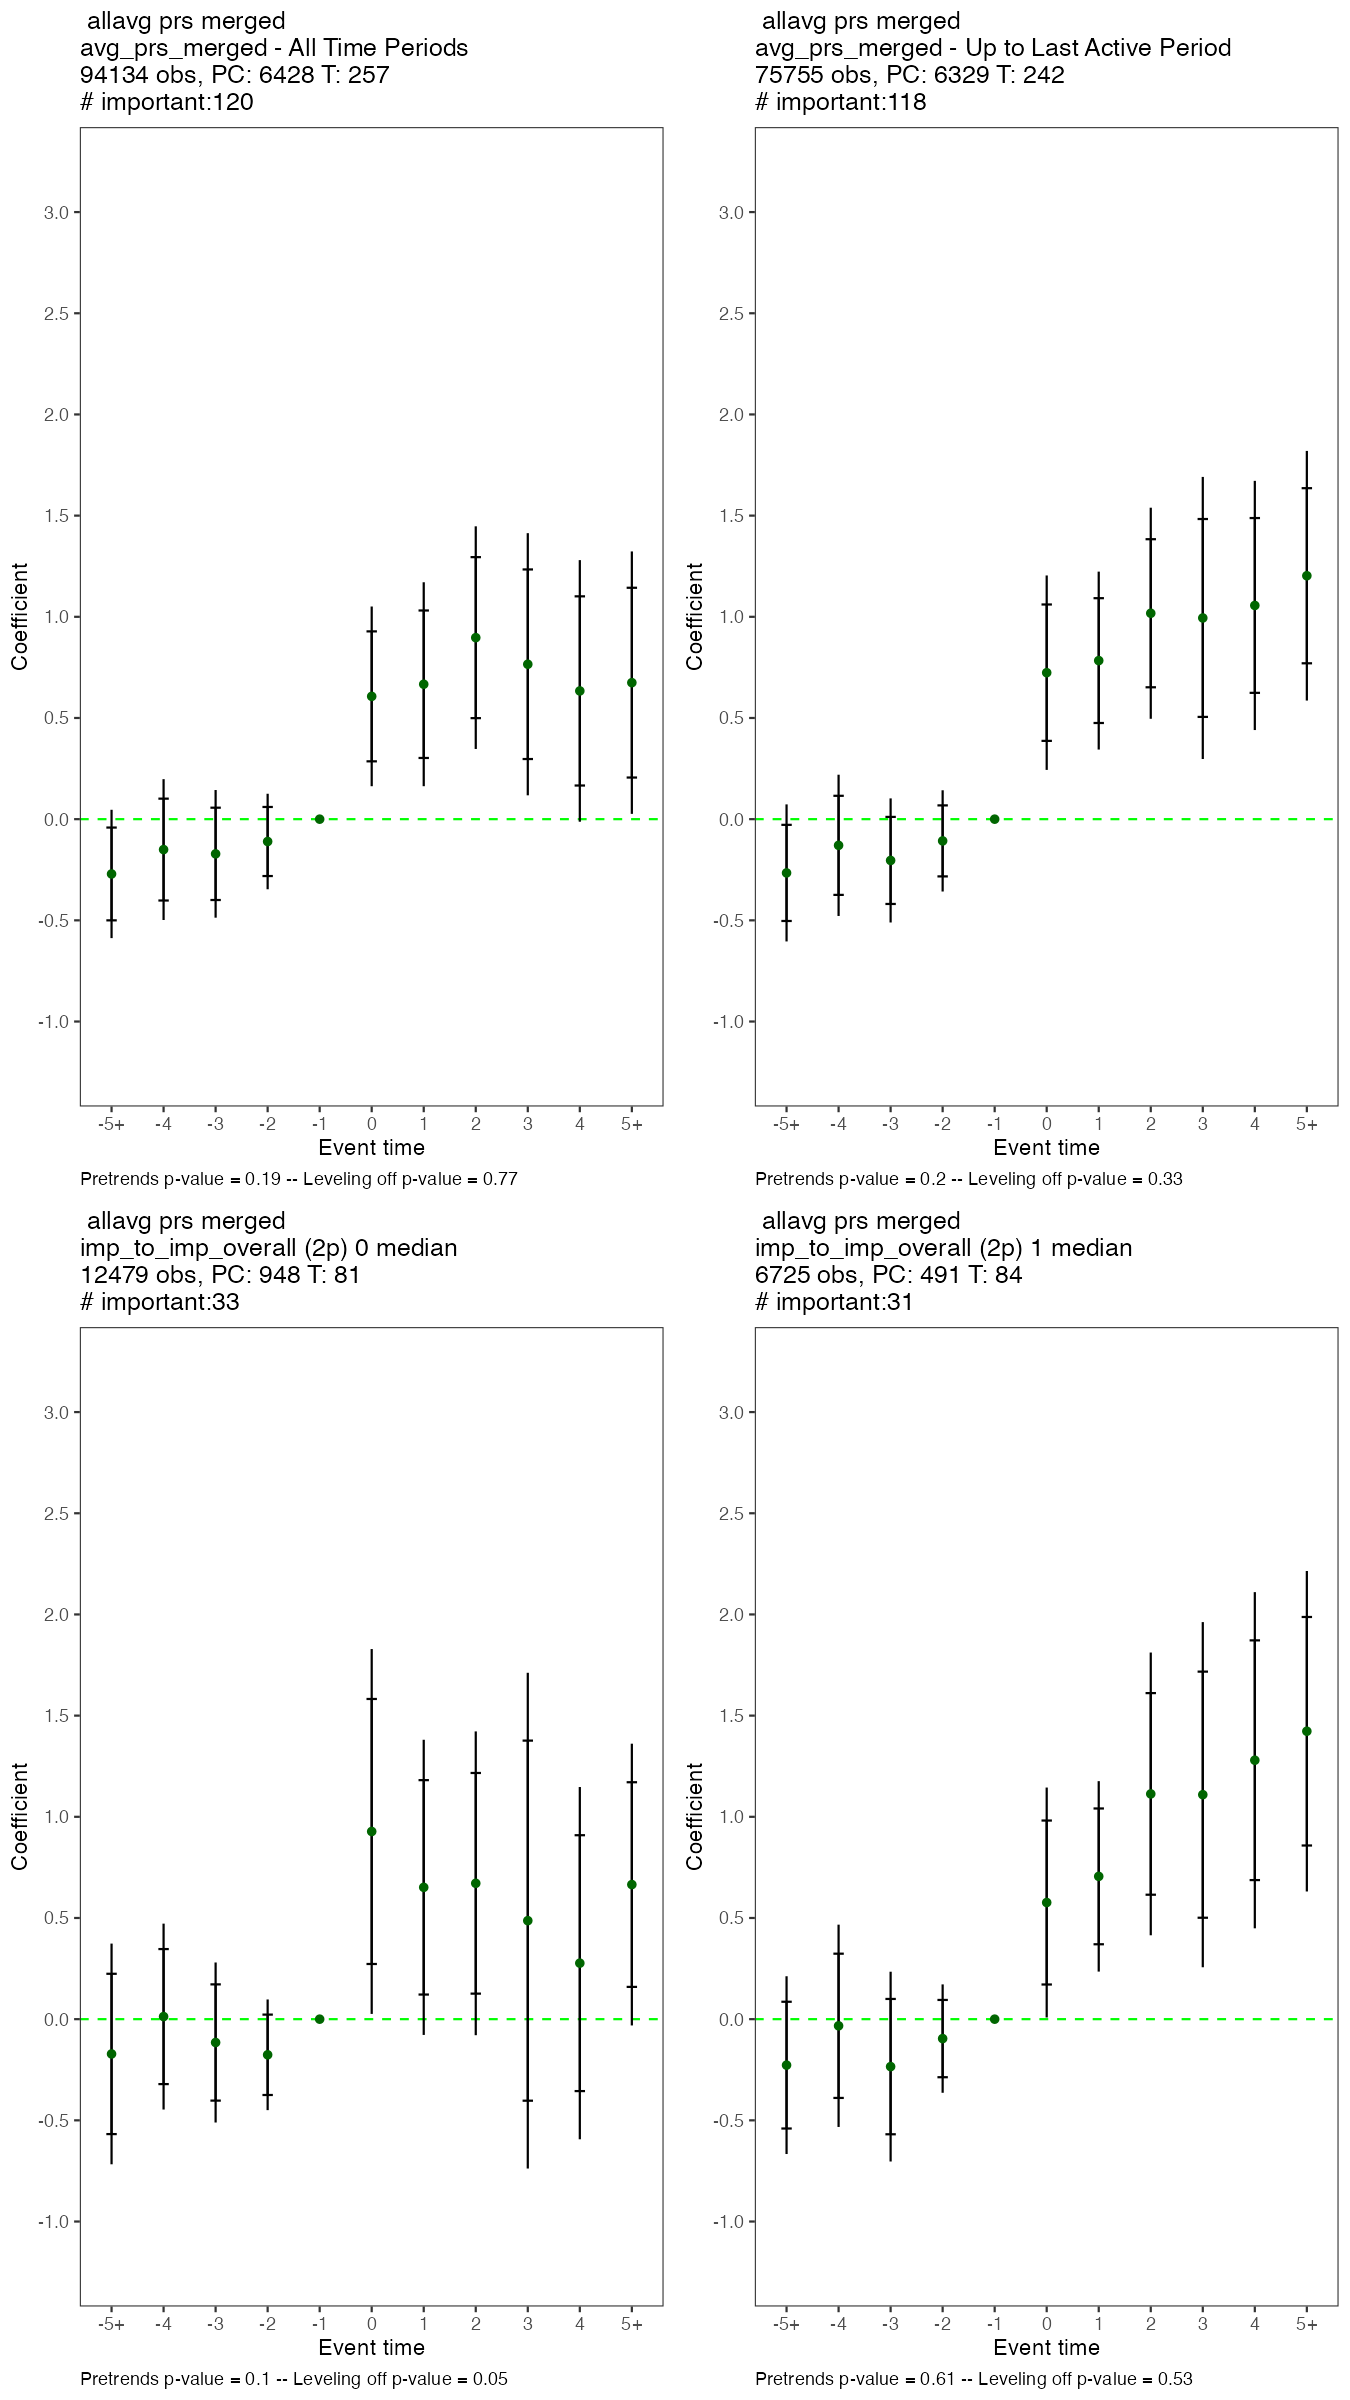 allavg prs merged
avg_prs_merged - All Time Periods
94134 obs, PC: 6428 T: 257
# important:120
3.0
2.5
2.0
1.5
1.0
0.5
0.0
-0.5
-1.0
Coefficient
-5+ -4 -3 -2 -1 0 1 2 3 4 5+
Event time
Pretrends p-value = 0.19 -- Leveling off p-value = 0.77
allavg prs merged
avg_prs_merged - Up to Last Active Period
75755 obs, PC: 6329 T: 242
# important:118
3.0
2.5
2.0
1.5
1.0
0.5
0.0
-0.5
-1.0
Coefficient
-5+ -4 -3 -2 -1 0 1 2 3 4 5+
Event time
Pretrends p-value = 0.2 -- Leveling off p-value = 0.33
allavg prs merged
imp_to_imp_overall (2p) 0 median
12479 obs, PC: 948 T: 81
# important:33
3.0
2.5
2.0
1.5
1.0
0.5
0.0
-0.5
-1.0
Coefficient
-5+ -4 -3 -2 -1 0 1 2 3 4 5+
Event time
Pretrends p-value = 0.1 -- Leveling off p-value = 0.05
allavg prs merged
imp_to_imp_overall (2p) 1 median
6725 obs, PC: 491 T: 84
# important:31
3.0
2.5
2.0
1.5
1.0
0.5
0.0
-0.5
-1.0
Coefficient
-5+ -4 -3 -2 -1 0 1 2 3 4 5+
Event time
Pretrends p-value = 0.61 -- Leveling off p-value = 0.53